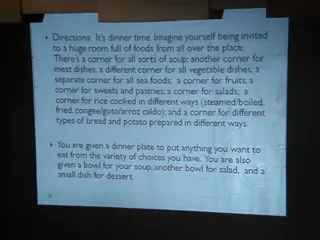 Directions: It's dinner time. Imagine yourself being invited
to a huge room full of foods from all over the place.
There's a corner for all sorts of soup; another corner for
meat dishes; a different corner for all vegetable dishes; a
separate corner for all sea foods; a corner for fruits, a
corner for sweets and pastries; a corner for salads; a
corner for rice cooked in different ways (steamed/boiled,
fried, congee/goto/arroz caldo); and a corner for different
types of bread and potato prepared in different ways.
You are given a dinner plate to put anything you want to
eat from the variety of choices you have. You are also
given a bowl for your soup, another bowl for salad, and a
small dish for dessert.